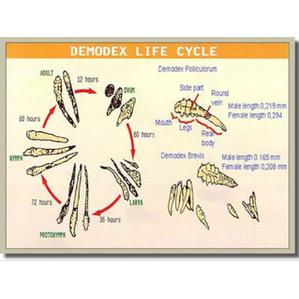 DEMODEX LIFE CYCLE
ADULT
12 hours
OVUM
60 hours
LARVA
36 hours
PROTONYMPH
72 hours
NYMPH
60 hours
Demodex Folliculorum
Side part
Round
vein
Mouth
Legs
Rear
body
Male length 0,219 mm
Female length 0,294
Demodex Brevis
Male length 0.165 mm
Female length 0,208 mm